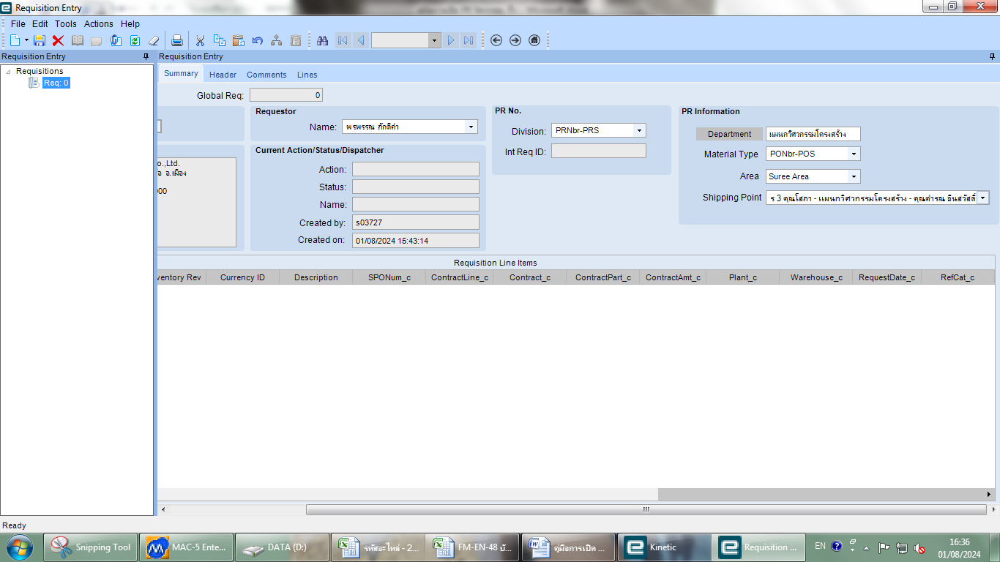 Requisition Entry
File Edit Tools Actions Help
Requisition Entry
Requisitions
Req: 0
Requisition Entry
Summary Header Comments Lines
Global Req: 0
Requestor
Name: พรพรรณ ภักดีคำ
Current Action/Status/Dispatcher
Action:
Status:
Name:
Created by: s03727
Created on: 01/08/2024 15:43:14
o.,Ltd.
อ อ.เมือง
00
PR No.
Division: PRNbr-PRS
Int Req ID:
PR Information
Department แผนกวิศวกรรมโครงสร้าง
Material Type PONbr-POS
Area Suree Area
Shipping Point ร 3 คุณโสภา - แผนกวิศวกรรมโครงสร้าง - คุณคำรณ อินสวัสดิ์
Requisition Line Items
ventory Rev Currency ID Description SPONum_c ContractLine_c Contract_c ContractPart_c ContractAmt_c Plant_c Warehouse_c RequestDate_c RefCat_c
Ready
Snipping Tool MAC-5 Ente... DATA (D:) รหัสอะไหล่ - 2... FM-EN-48 บั... คู่มือการเปิด ... Kinetic Requisition ... EN 16:36
01/08/2024